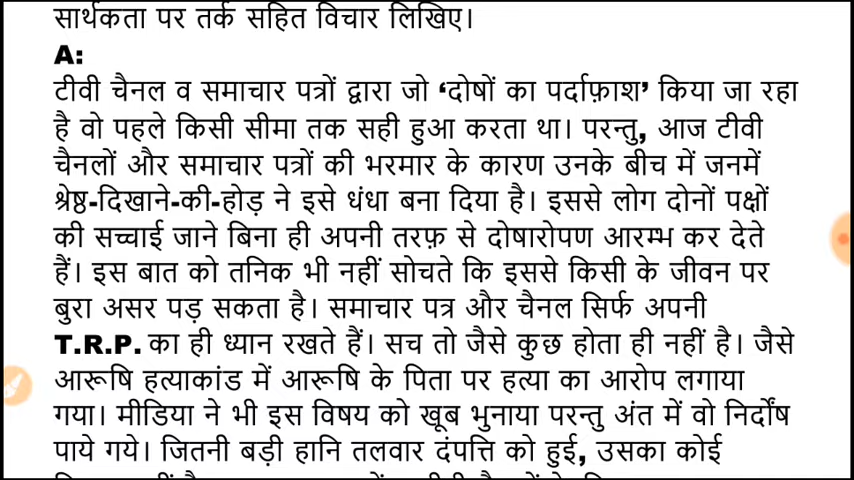 सार्थकता पर तर्क सहित विचार लिखिए।
A:
टीवी चैनल व समाचार पत्रों द्वारा जो ‘दोषों का पर्दाफ़ाश’ किया जा रहा
है वो पहले किसी सीमा तक सही हुआ करता था। परन्तु, आज टीवी
चैनलों और समाचार पत्रों की भरमार के कारण उनके बीच में जनमें
श्रेष्ठ-दिखाने-की-होड़ ने इसे धंधा बना दिया है। इससे लोग दोनों पक्षों
की सच्चाई जाने बिना ही अपनी तरफ़ से दोषारोपण आरम्भ कर देते
हैं। इस बात को तनिक भी नहीं सोचते कि इससे किसी के जीवन पर
बुरा असर पड़ सकता है। समाचार पत्र और चैनल सिर्फ अपनी
T.R.P. का ही ध्यान रखते हैं। सच तो जैसे कुछ होता ही नहीं है। जैसे
आरूषि हत्याकांड में आरूषि के पिता पर हत्या का आरोप लगाया
गया। मीडिया ने भी इस विषय को खूब भुनाया परन्तु अंत में वो निर्दोष
पाये गये। जितनी बड़ी हानि तलवार दंपत्ति को हुई, उसका कोई